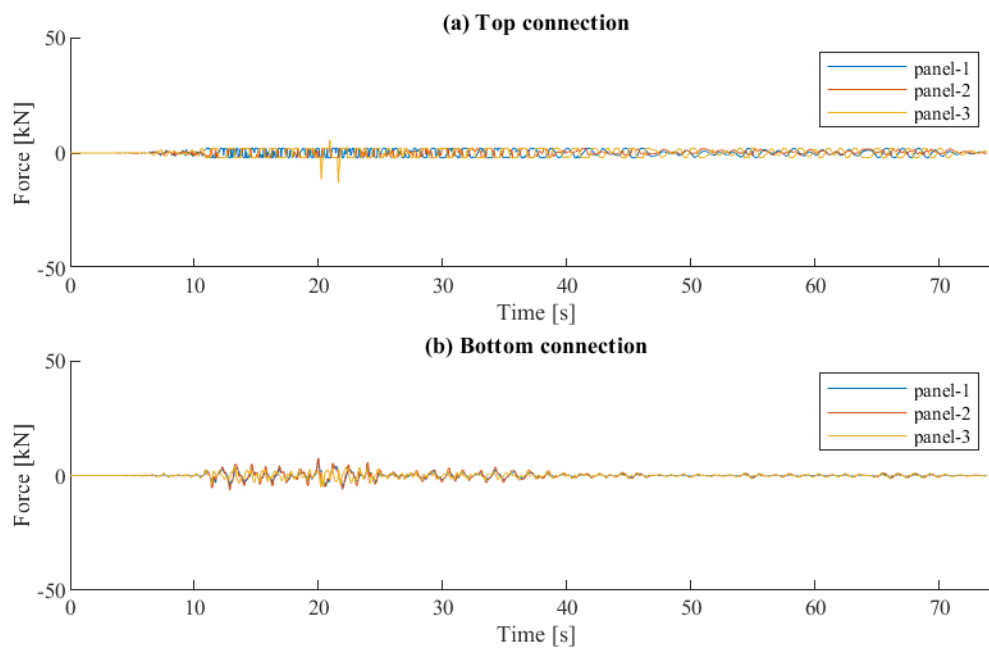 (a) Top connection
50
0
-50
Force [kN]
panel-1
panel-2
panel-3
0 10 20 30 40 50 60 70
Time [s]
(b) Bottom connection
50
0
-50
Force [kN]
panel-1
panel-2
panel-3
0 10 20 30 40 50 60 70
Time [s]